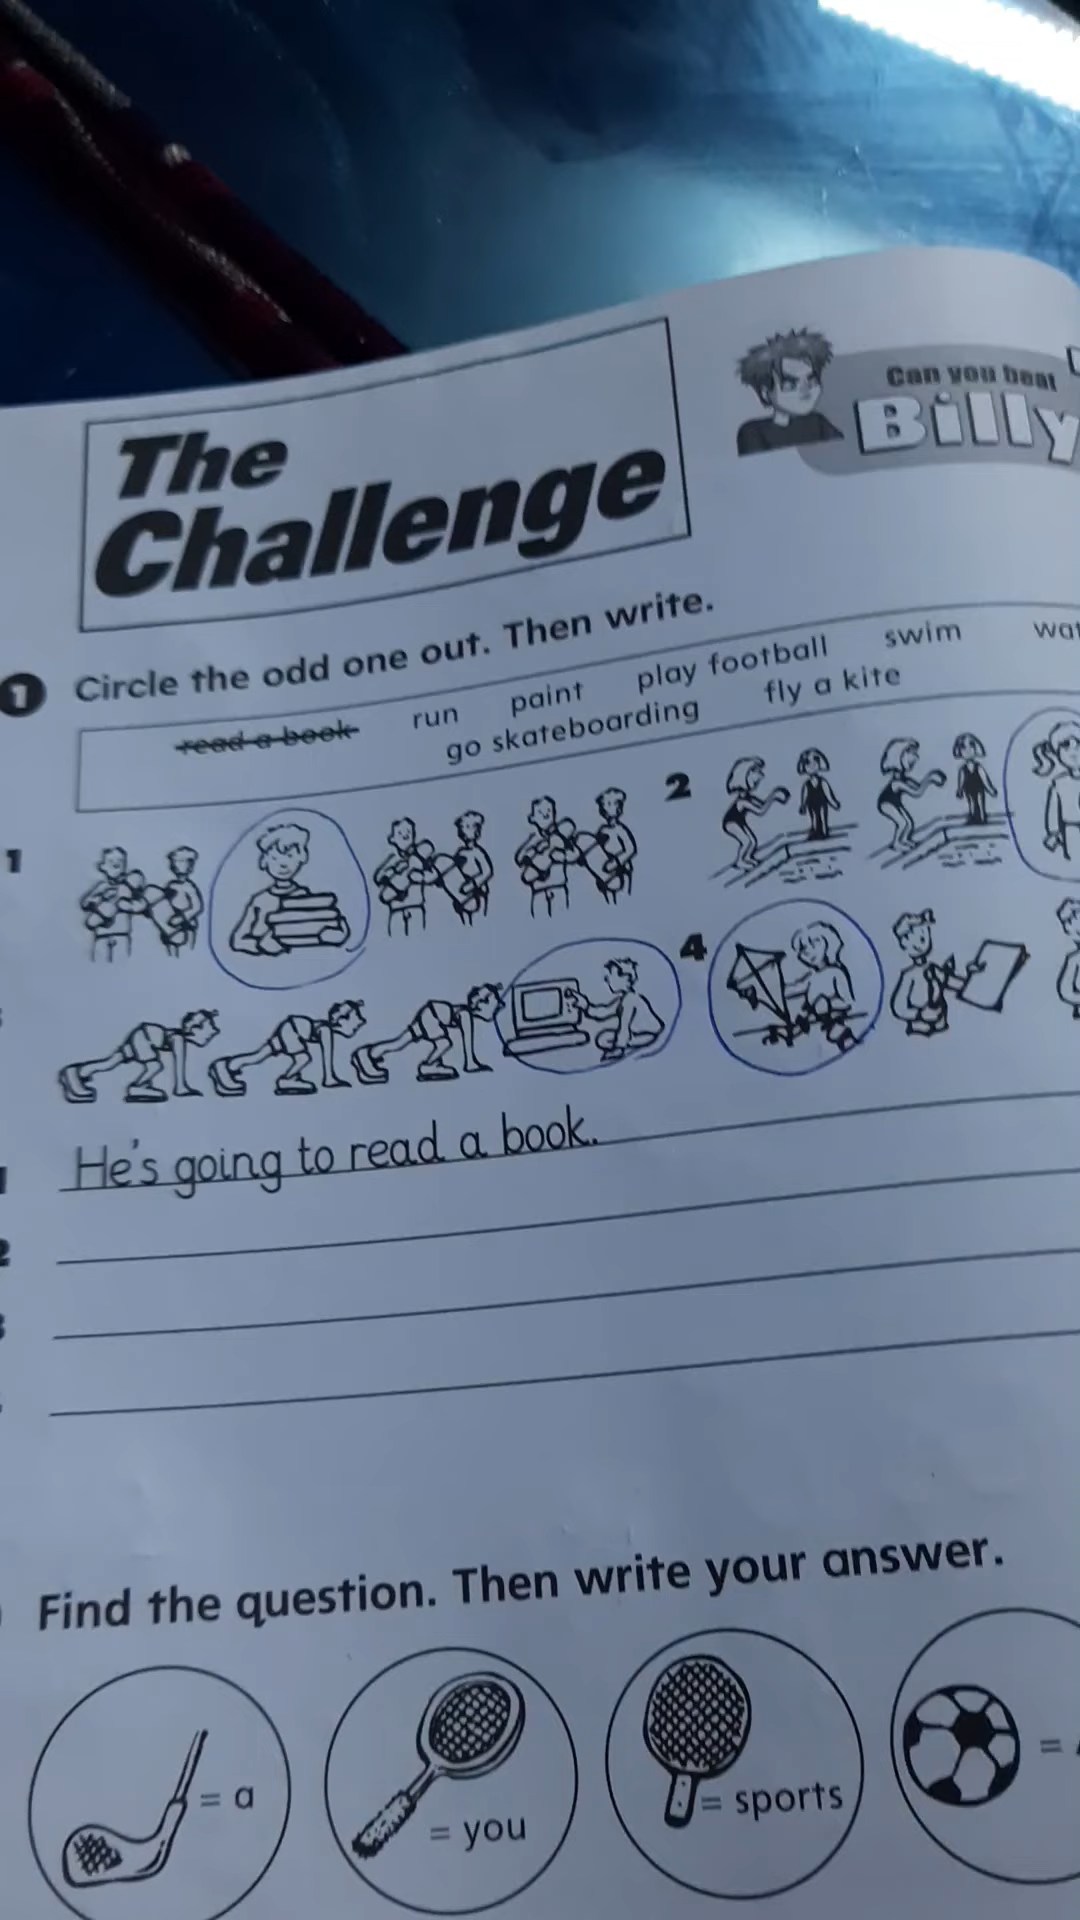 The
Challenge
Can you beat
Billy
1 Circle the odd one out. Then write.
read a book run paint play football swim
go skateboarding fly a kite
1
2
4
He's going to read a book.
2
Find the question. Then write your answer.
= a
= you
= sports
=